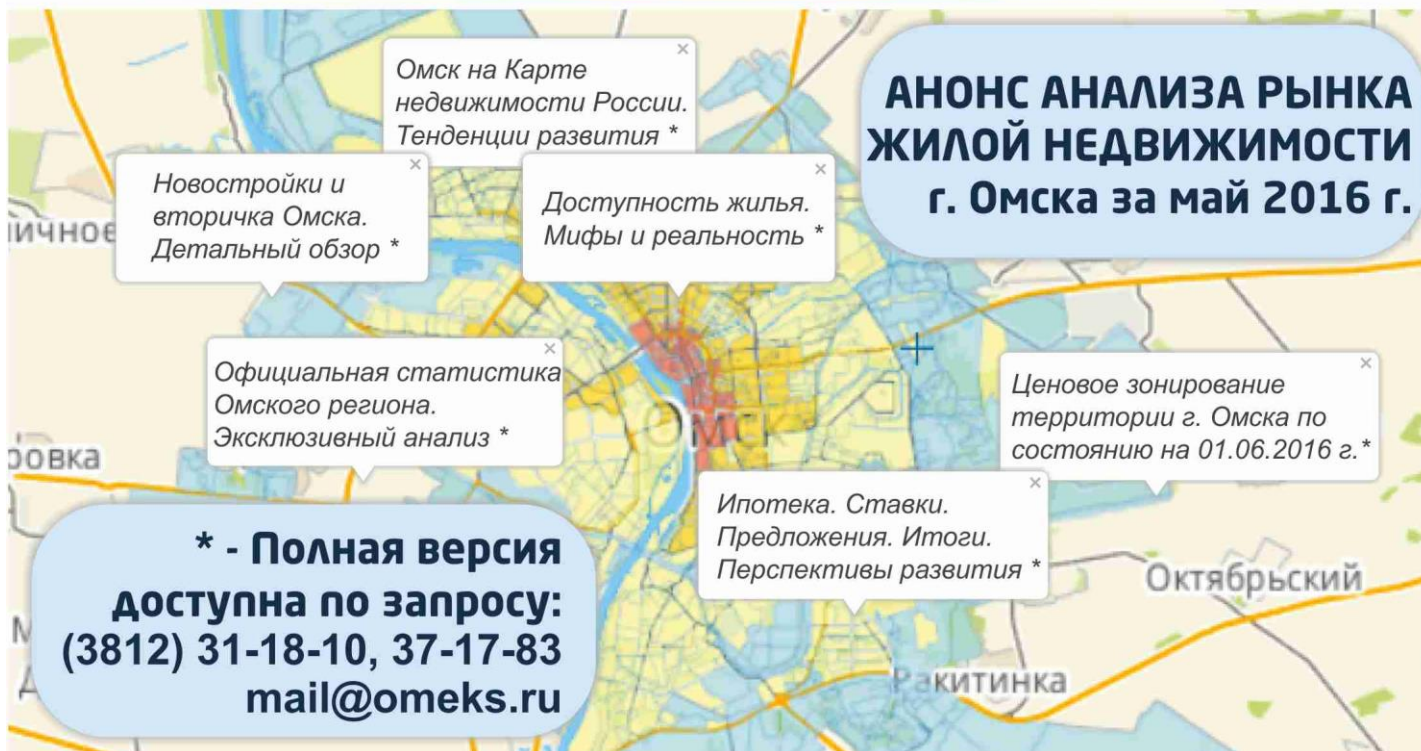 АНОНС АНАЛИЗА РЫНКА
ЖИЛОЙ НЕДВИЖИМОСТИ
г. Омска за май 2016 г.
Омск на Карте
недвижимости России.
Тенденции развития *
Новостройки и
вторичка Омска.
Детальный обзор *
Доступность жилья.
Мифы и реальность *
ичное
Официальная статистика
Омского региона.
Эксклюзивный анализ *
Ценовое зонирование
территории г. Омска по
состоянию на 01.06.2016 г.*
ОМСК
ровка
Ипотека. Ставки.
Предложения. Итоги.
Перспективы развития *
* - Полная версия
доступна по запросу:
(3812) 31-18-10, 37-17-83
mail@omeks.ru
Октябрьский
Ракитинка